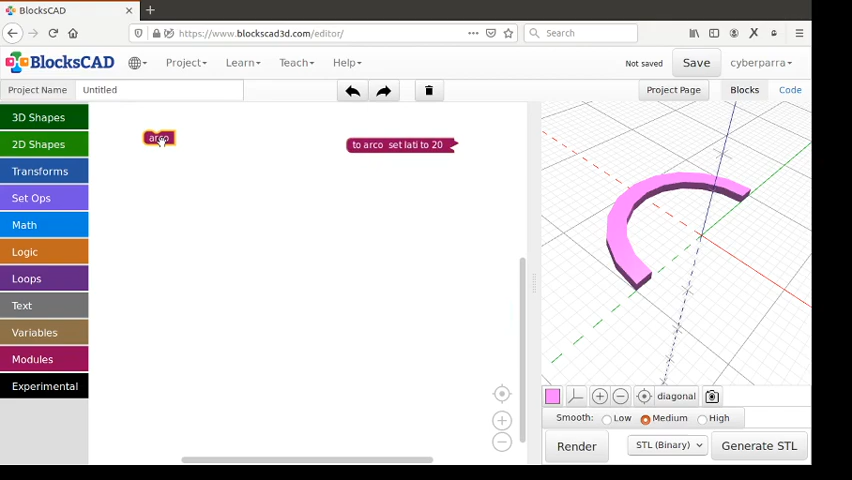 BlocksCAD
https://www.blockscad3d.com/editor/
Search
BlocksCAD
Project
Learn
Teach
Help
Not saved
Save
cyberparra
Project Name
Untitled
Project Page
Blocks
Code
3D Shapes
2D Shapes
Transforms
Set Ops
Math
Logic
Loops
Text
Variables
Modules
Experimental
arco
to arco set lati to 20
diagonal
Smooth: Low Medium High
Render
STL (Binary)
Generate STL